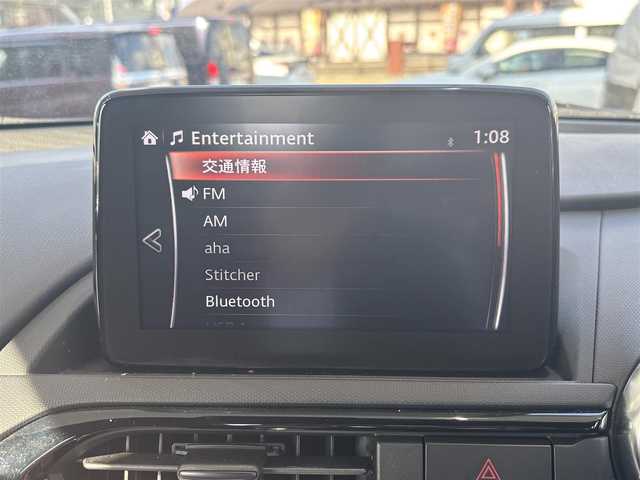 Entertainment 1:08
交通情報
FM
AM
aha
Stitcher
Bluetooth